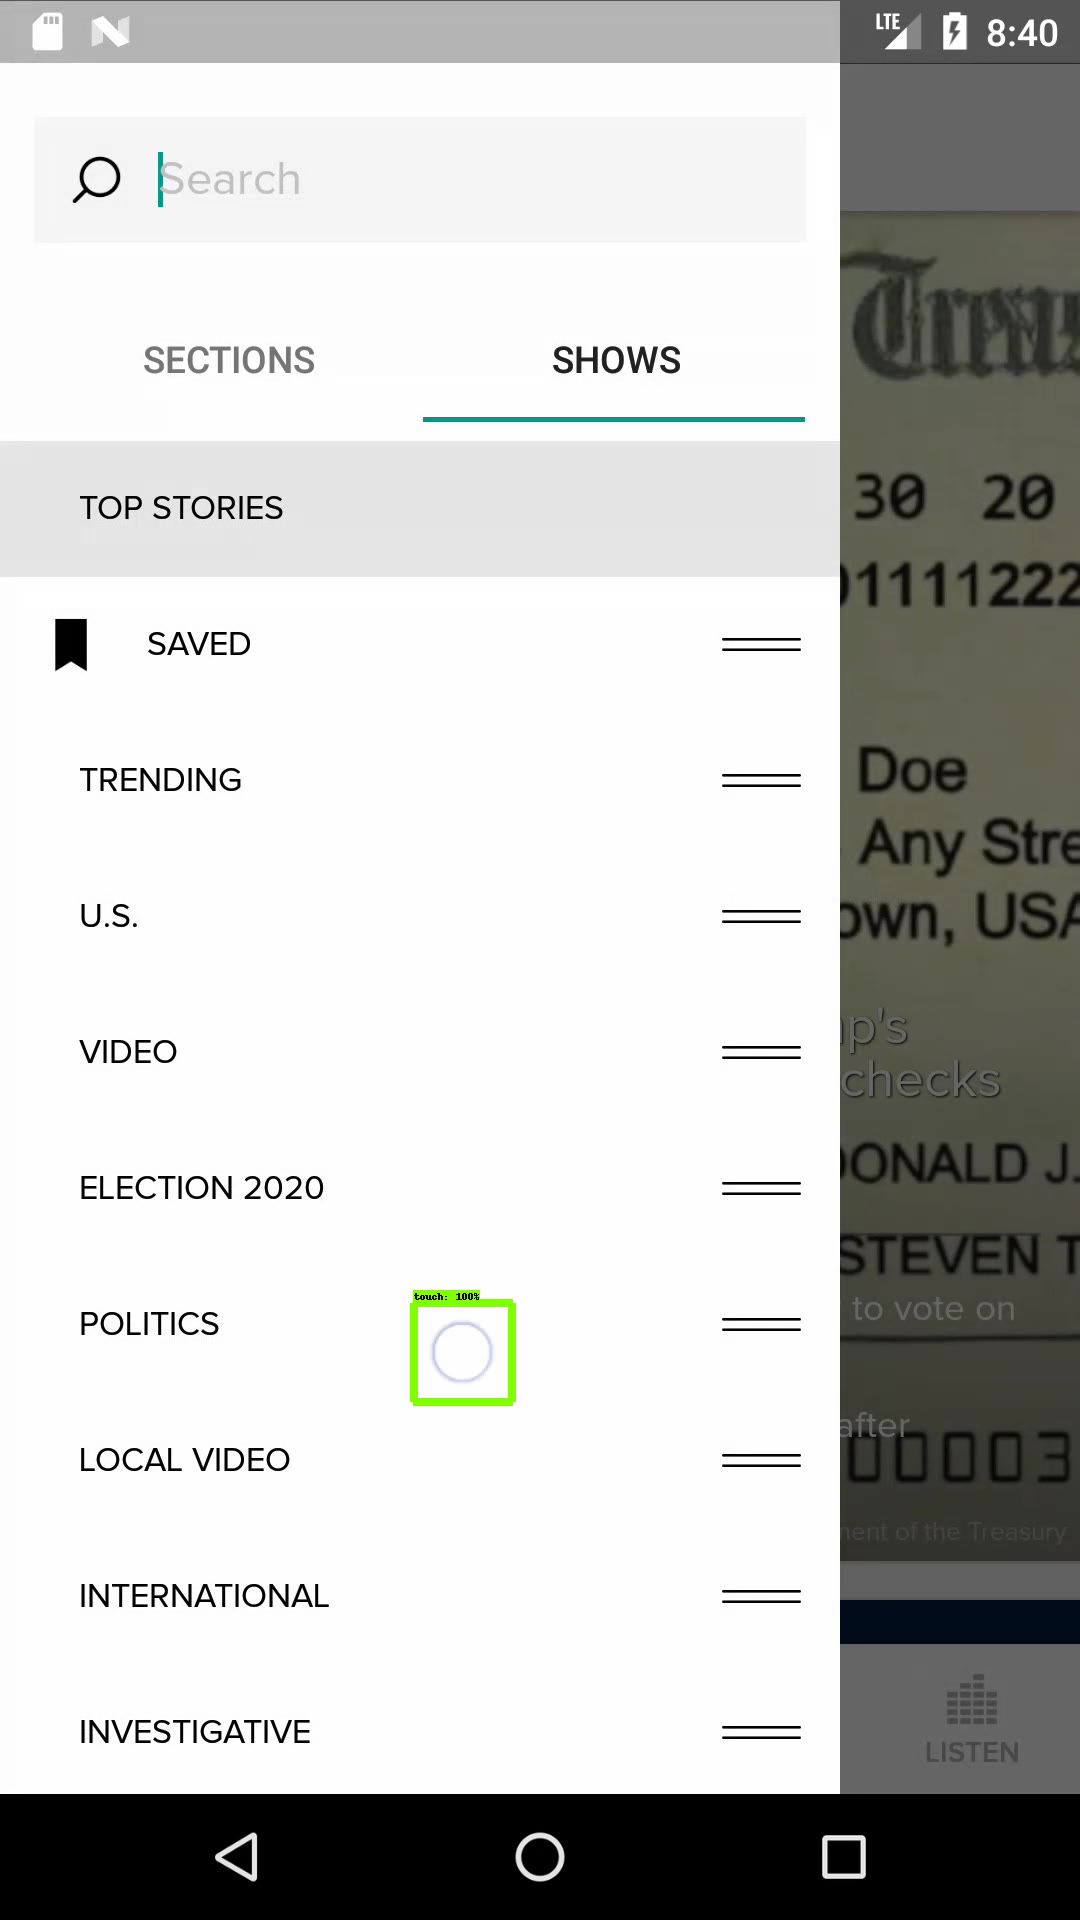 LTE 8:40
Search
SECTIONS SHOWS
TOP STORIES
SAVED
TRENDING
U.S.
VIDEO
ELECTION 2020
touch: 100%
POLITICS
LOCAL VIDEO
INTERNATIONAL
INVESTIGATIVE
30 20
01111222
Doe
Any Stre
own, USA
p's
checks
DONALD J.
STEVEN T
to vote on
after
00003
ment of the Treasury
LISTEN